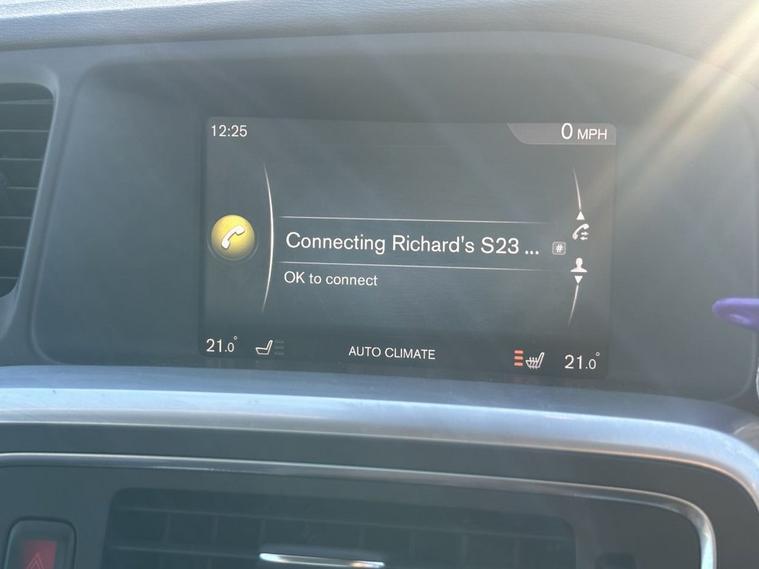 12:25
0 MPH
Connecting Richard's S23 ...
#
OK to connect
21.0°
AUTO CLIMATE
21.0°